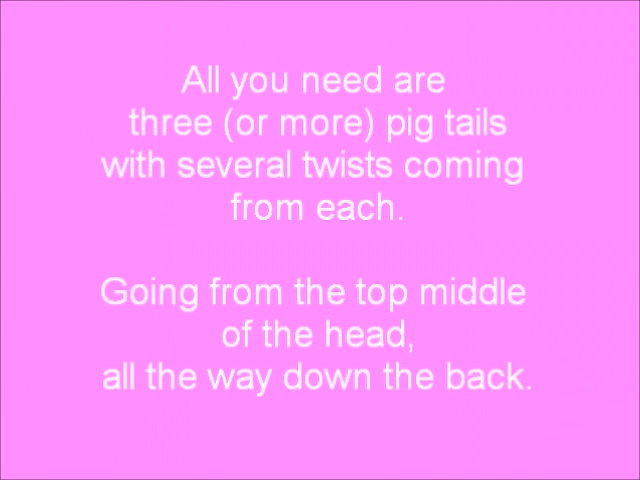 All you need are
three (or more) pig tails
with several twists coming
from each.
Going from the top middle
of the head,
all the way down the back.